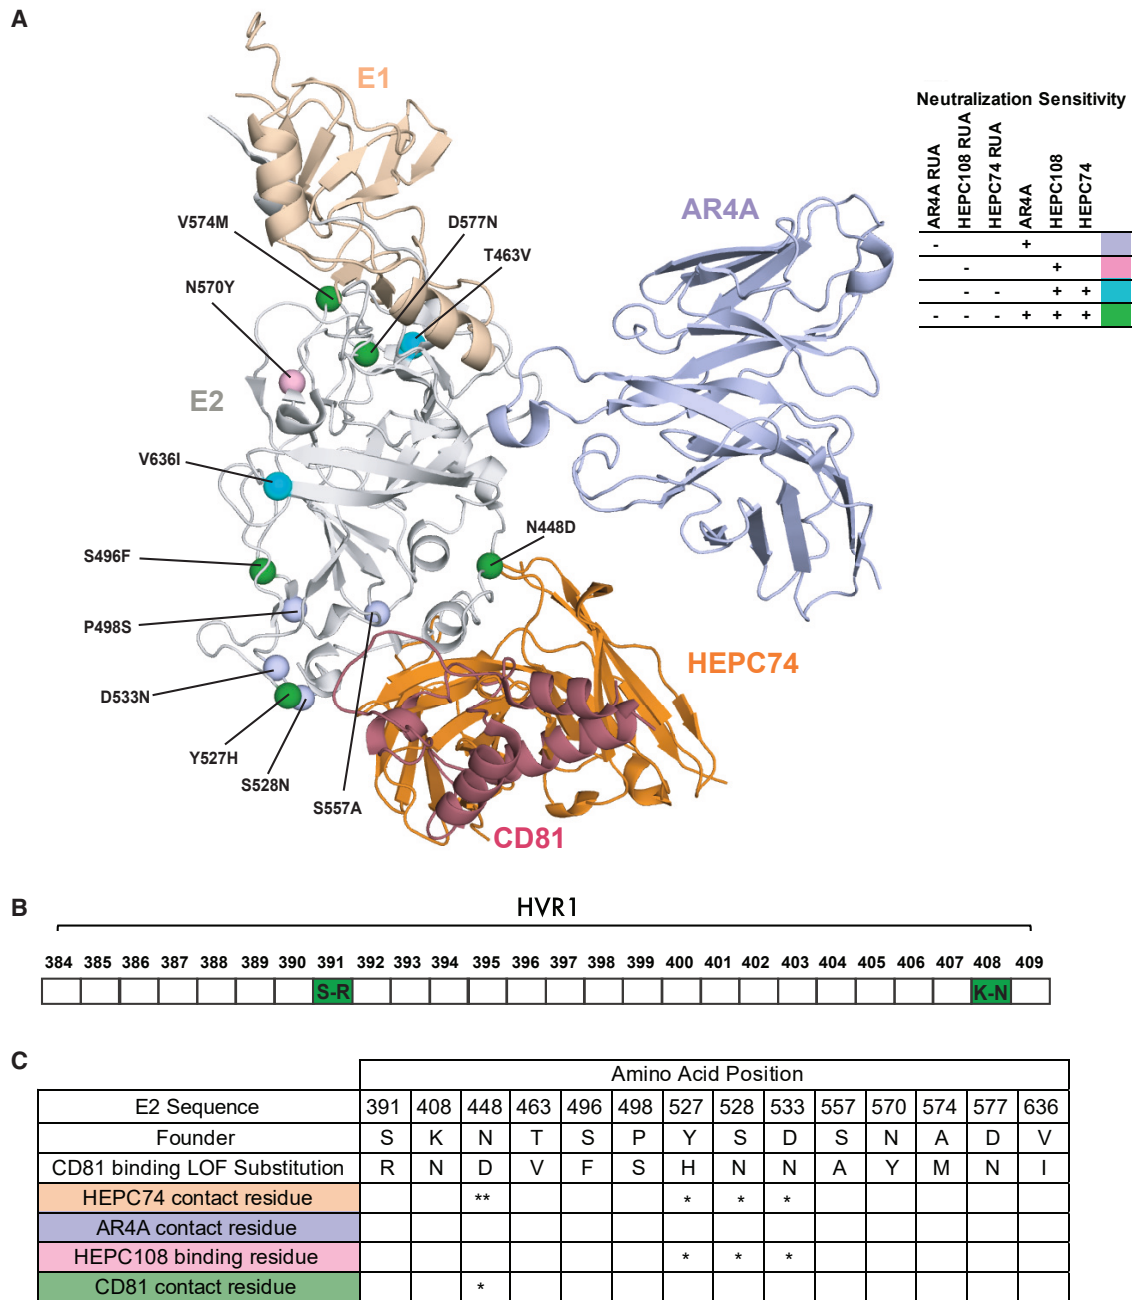 A
E1
V574M
D577N
T463V
N570Y
E2
V636I
S496F
P498S
D533N
Y527H
S528N
S557A
N448D
AR4A
HEPC74
CD81
Neutralization Sensitivity
AR4A RUA
HEPC108 RUA
HEPC74 RUA
AR4A
HEPC108
HEPC74
- +
- +
- - + +
- - - + + +
B
HVR1
384 385 386 387 388 389 390 391 392 393 394 395 396 397 398 399 400 401 402 403 404 405 406 407 408 409
S-R K-N
C
Amino Acid Position
E2 Sequence 391 408 448 463 496 498 527 528 533 557 570 574 577 636
Founder S K N T S P Y S D S N A D V
CD81 binding LOF Substitution R N D V F S H N N A Y M N I
HEPC74 contact residue ** * * *
AR4A contact residue
HEPC108 binding residue * * *
CD81 contact residue *